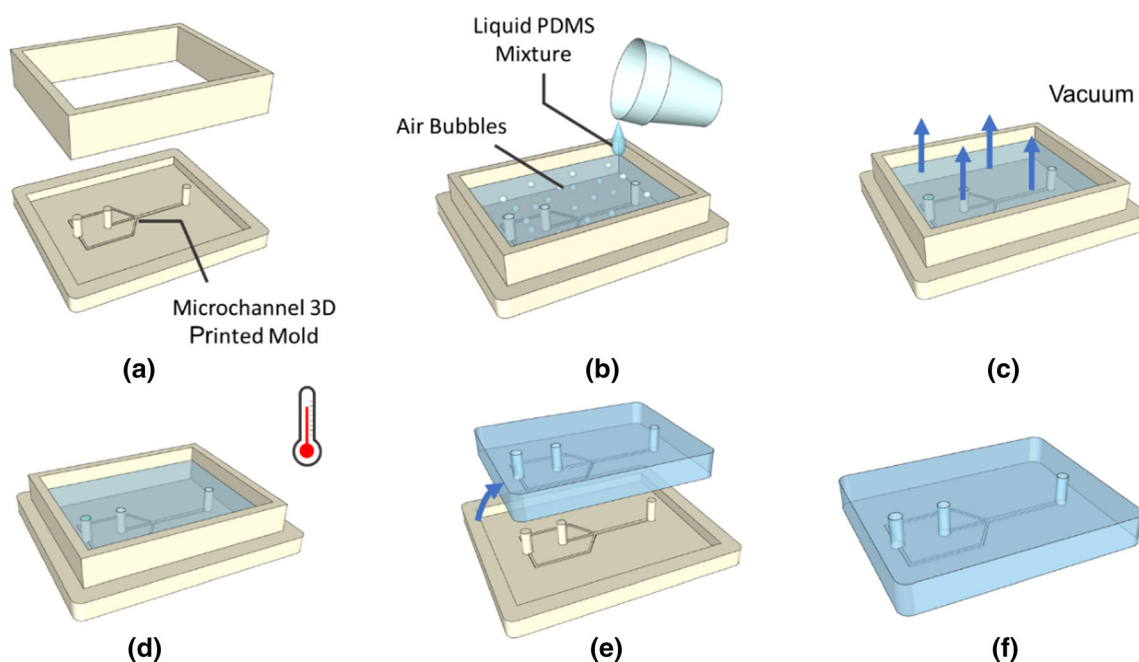 Liquid PDMS
Mixture
Air Bubbles
Vacuum
Microchannel 3D
Printed Mold
(a)
(b)
(c)
(d)
(e)
(f)